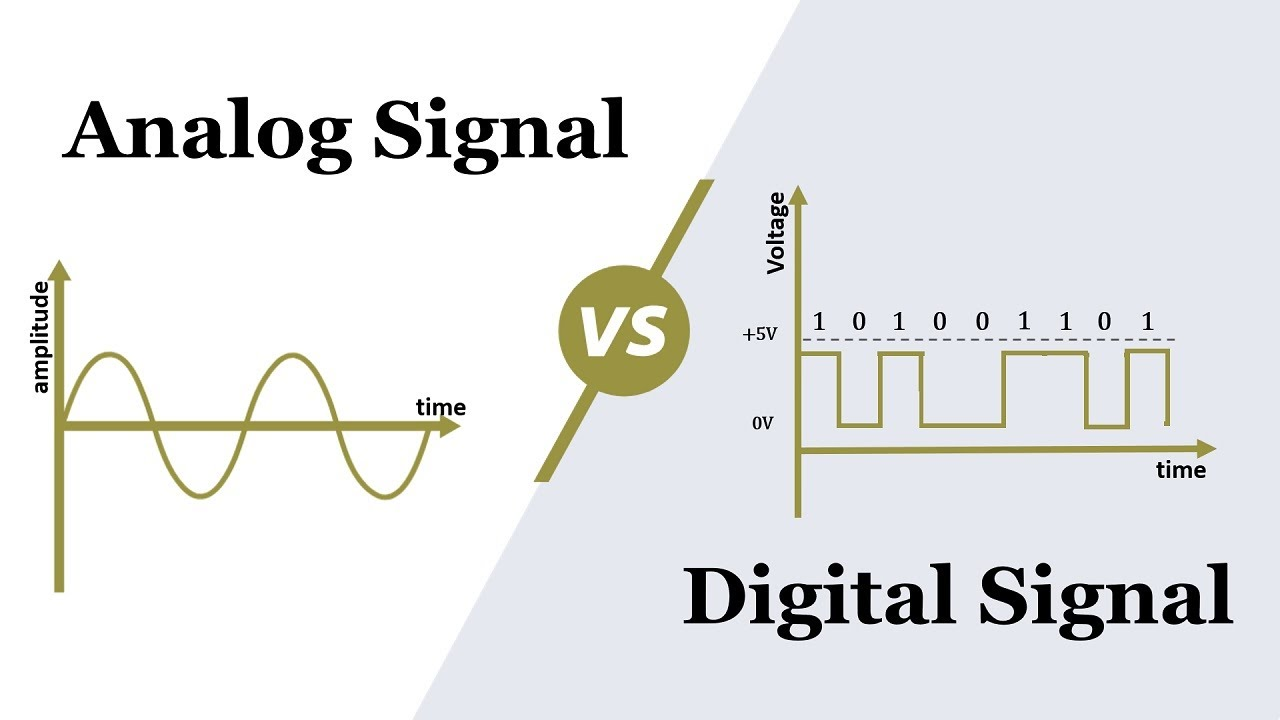 Analog Signal
amplitude
time
VS
Voltage
1 0 1 0 0 1 1 0 1
+5V
0V
time
Digital Signal